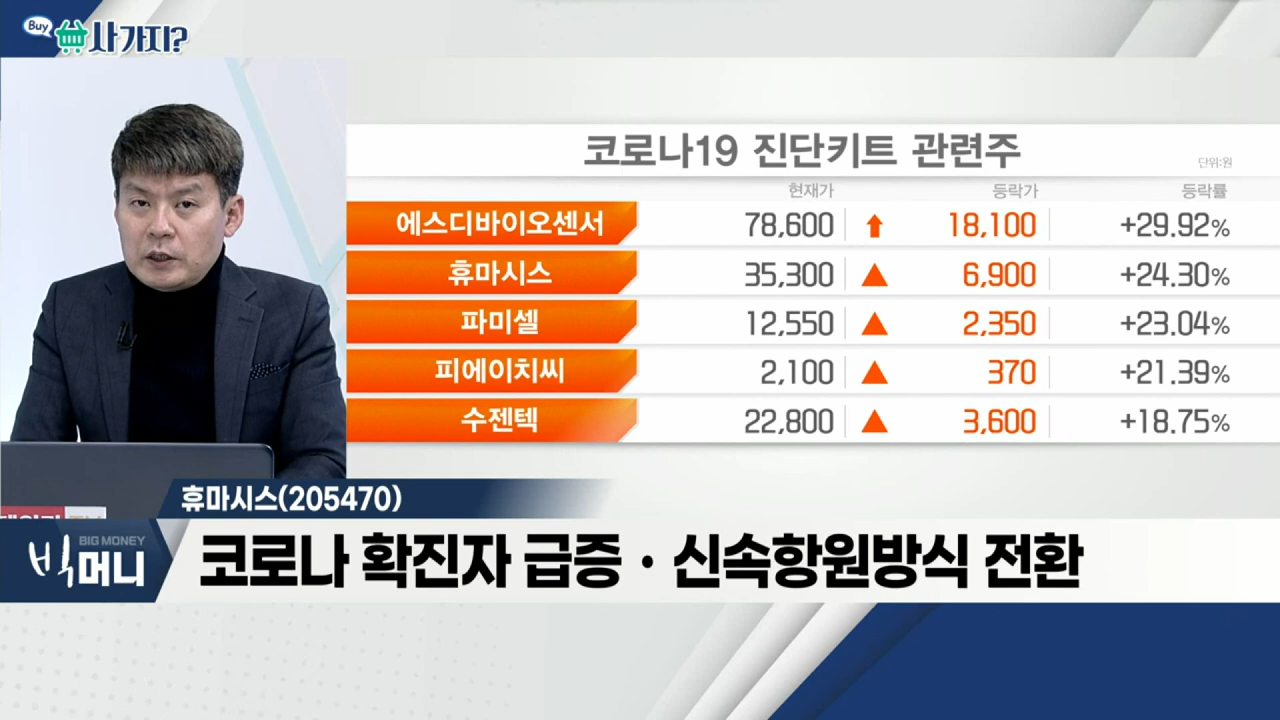 Buy 사가지?
코로나19 진단키트 관련주
단위:원
현재가 등락가 등락률
에스디바이오센서 78,600 18,100 +29.92%
휴마시스 35,300 ▲ 6,900 +24.30%
파미셀 12,550 ▲ 2,350 +23.04%
피에이치씨 2,100 ▲ 370 +21.39%
수젠텍 22,800 ▲ 3,600 +18.75%
휴마시스(205470)
BIG MONEY
빅머니
코로나 확진자 급증·신속항원방식 전환